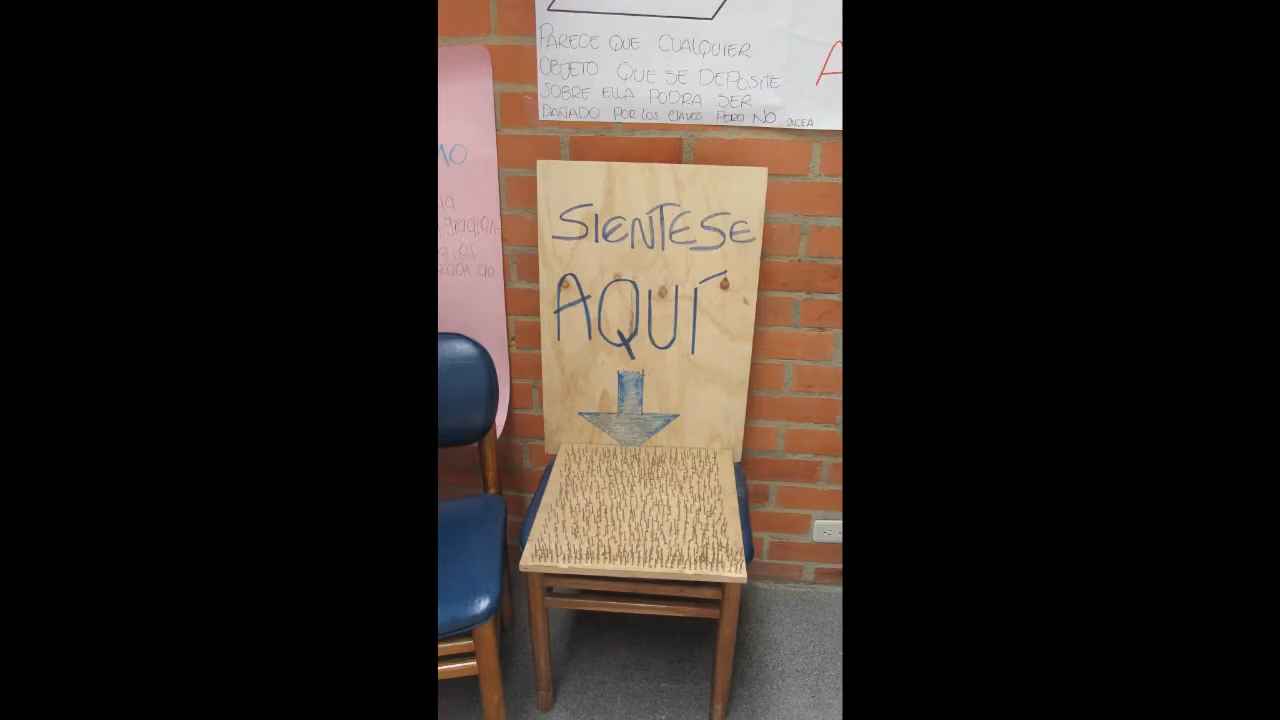 PARECE QUE CUALQUIER
OBJETO QUE SE DEPOSITE
SOBRE ELLA PODRA SER
DAÑADO POR LOS CLAVOS PERO NO
A
SIENTESE
AQUÍ